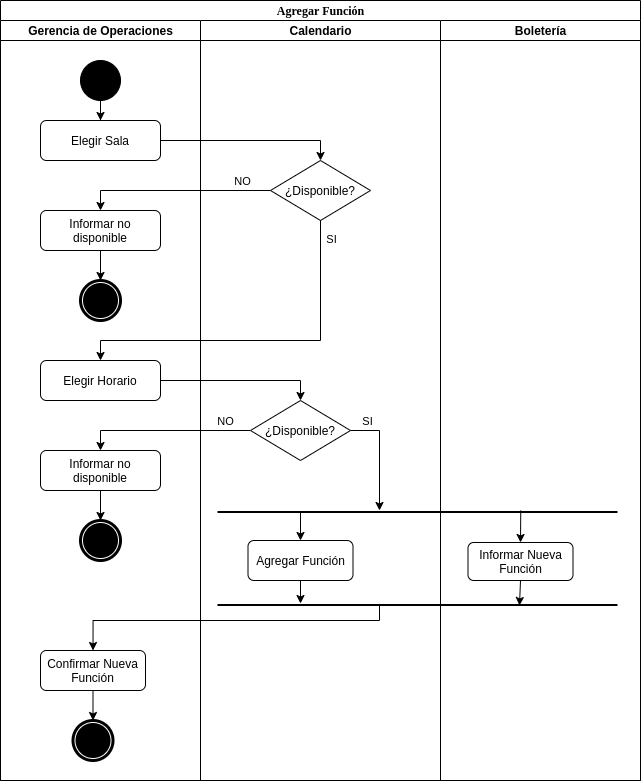 Agregar Función
Gerencia de Operaciones
Calendario
Boletería
Elegir Sala
¿Disponible?
NO
Informar no
disponible
SI
Elegir Horario
¿Disponible?
NO
SI
Informar no
disponible
Agregar Función
Informar Nueva
Función
Confirmar Nueva
Función